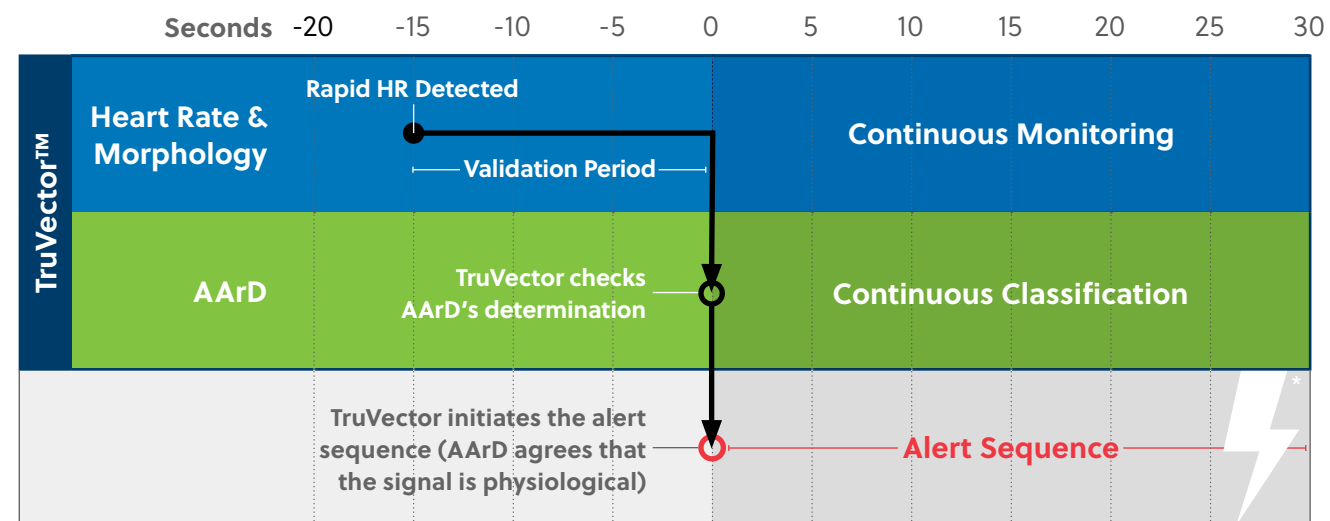 Seconds -20 -15 -10 -5 0 5 10 15 20 25 30
TruVector™
Heart Rate &
Morphology
Rapid HR Detected
Validation Period
Continuous Monitoring
AArD
TruVector checks
AArD's determination
Continuous Classification
TruVector initiates the alert
sequence (AArD agrees that
the signal is physiological)
Alert Sequence
*